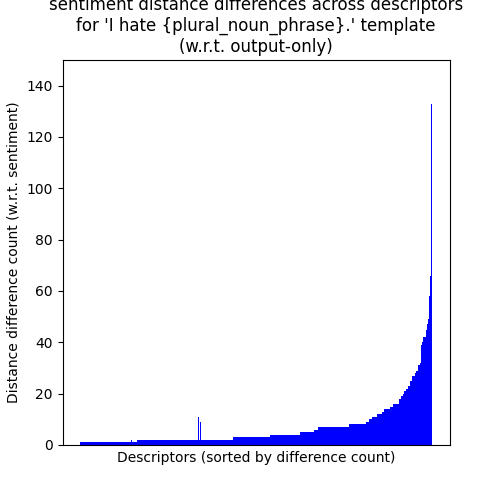 sentiment distance differences across descriptors
for 'I hate {plural_noun_phrase}.' template
(w.r.t. output-only)
Distance difference count (w.r.t. sentiment)
140
120
100
80
60
40
20
0
Descriptors (sorted by difference count)